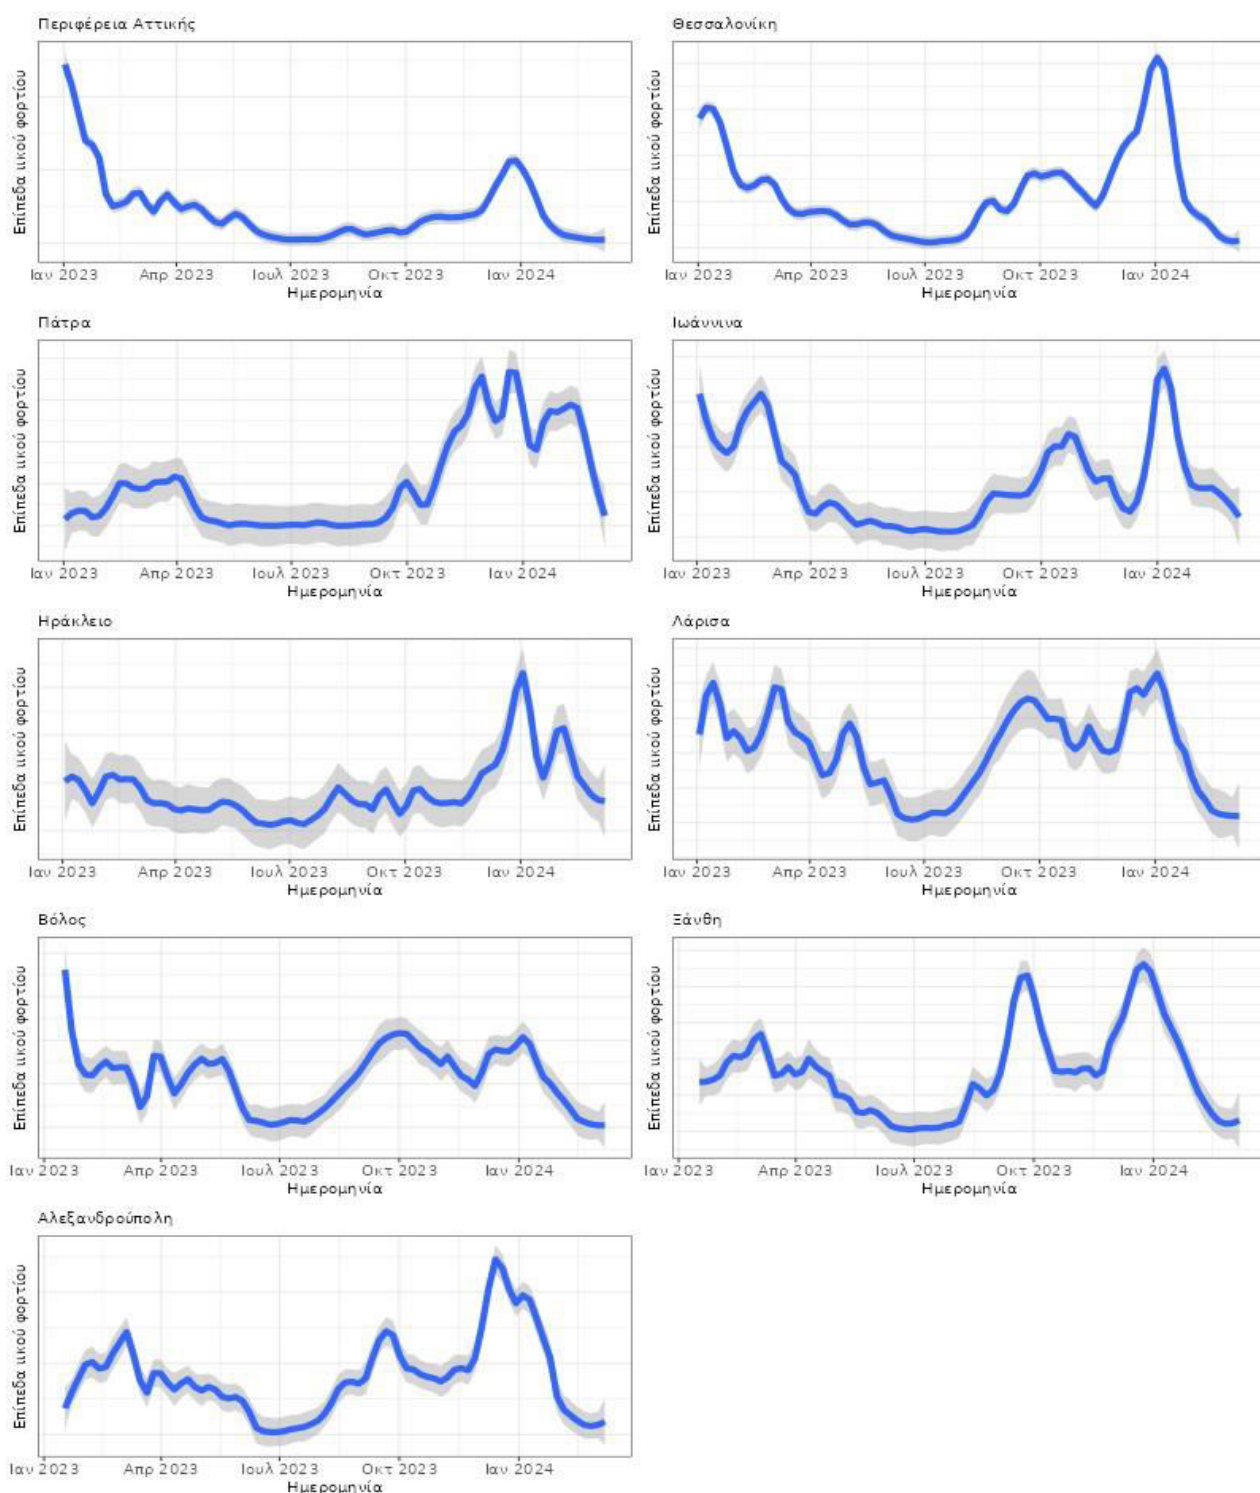 Περιφέρεια Αττικής
Επίπεδα ιικού φορτίου
Ιαν 2023 Απρ 2023 Ιουλ 2023 Οκτ 2023 Ιαν 2024
Ημερομηνία
Θεσσαλονίκη
Επίπεδα ιικού φορτίου
Ιαν 2023 Απρ 2023 Ιουλ 2023 Οκτ 2023 Ιαν 2024
Ημερομηνία
Πάτρα
Επίπεδα ιικού φορτίου
Ιαν 2023 Απρ 2023 Ιουλ 2023 Οκτ 2023 Ιαν 2024
Ημερομηνία
Ιωάννινα
Επίπεδα ιικού φορτίου
Ιαν 2023 Απρ 2023 Ιουλ 2023 Οκτ 2023 Ιαν 2024
Ημερομηνία
Ηράκλειο
Επίπεδα ιικού φορτίου
Ιαν 2023 Απρ 2023 Ιουλ 2023 Οκτ 2023 Ιαν 2024
Ημερομηνία
Λάρισα
Επίπεδα ιικού φορτίου
Ιαν 2023 Απρ 2023 Ιουλ 2023 Οκτ 2023 Ιαν 2024
Ημερομηνία
Βόλος
Επίπεδα ιικού φορτίου
Ιαν 2023 Απρ 2023 Ιουλ 2023 Οκτ 2023 Ιαν 2024
Ημερομηνία
Ξάνθη
Επίπεδα ιικού φορτίου
Ιαν 2023 Απρ 2023 Ιουλ 2023 Οκτ 2023 Ιαν 2024
Ημερομηνία
Αλεξανδρούπολη
Επίπεδα ιικού φορτίου
Ιαν 2023 Απρ 2023 Ιουλ 2023 Οκτ 2023 Ιαν 2024
Ημερομηνία